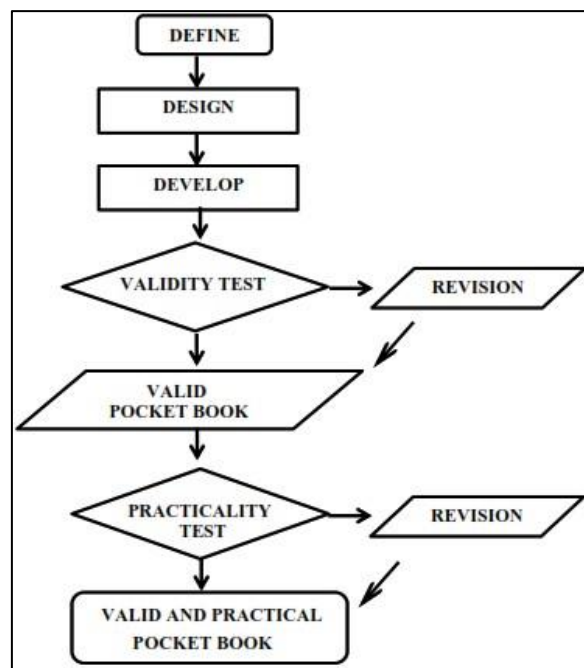 DEFINE
DESIGN
DEVELOP
VALIDITY TEST
REVISION
VALID
POCKET BOOK
PRACTICALITY
TEST
REVISION
VALID AND PRACTICAL
POCKET BOOK